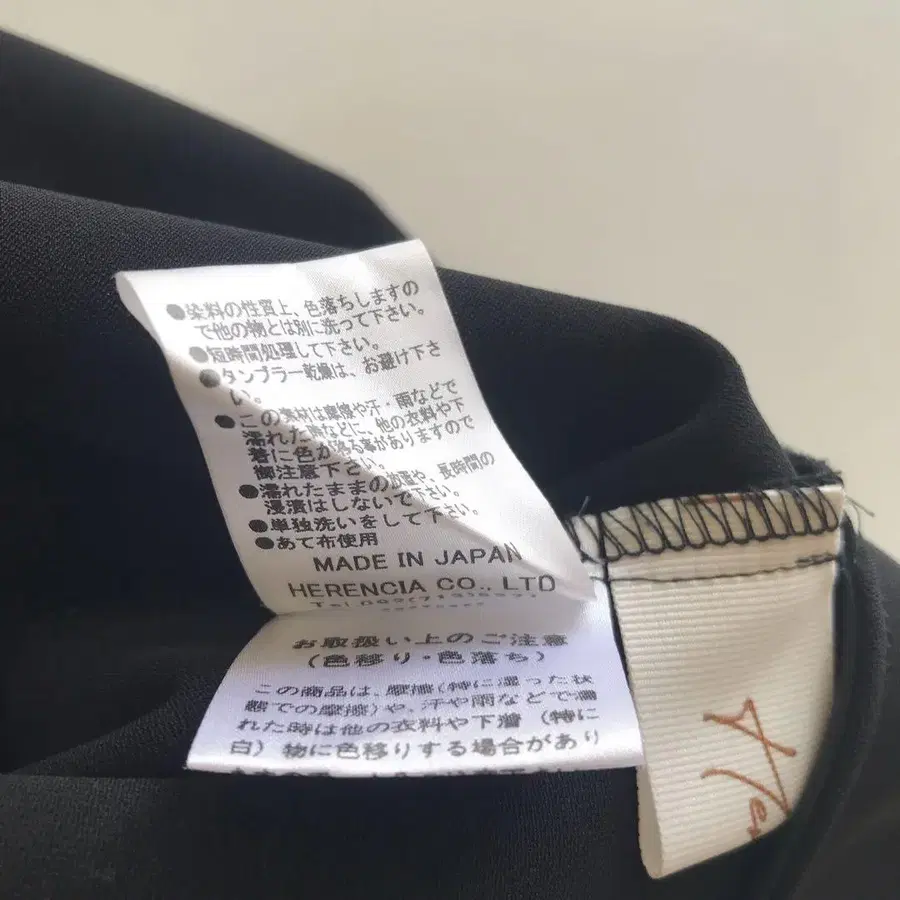 ●染料の性質上、色落ちしますの
で他の物とは別に洗って下さい。
●短時間処理して下さい。
●タンブラー乾燥は、お避け下さ
い。
●この素材は摩擦や汗・雨などで
濡れた時などに、他の衣料や下
着に色が移る事がありますので
御注意下さい。
●濡れたままの放置や、長時間の
浸漬はしないで下さい。
●単独洗いをして下さい。
●あて布使用
MADE IN JAPAN
HERENCIA CO., LTD
お取扱い上のご注意
(色移り・色落ち)
この商品は、摩擦(特に湿った状
態での摩擦)や、汗や雨などで濡
れた時は他の衣料や下着(特に
白)物に色移りする場合があり